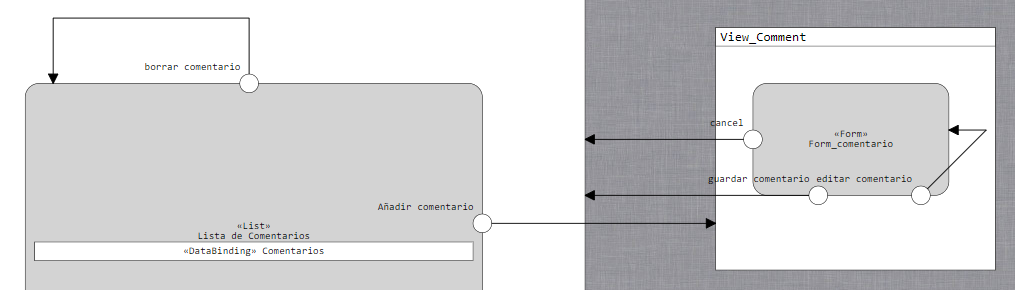 View_Comment
borrar comentario
cancel
«Form»
Form_comentario
guardar comentario
editar comentario
Añadir comentario
«List»
Lista de Comentarios
«DataBinding» Comentarios